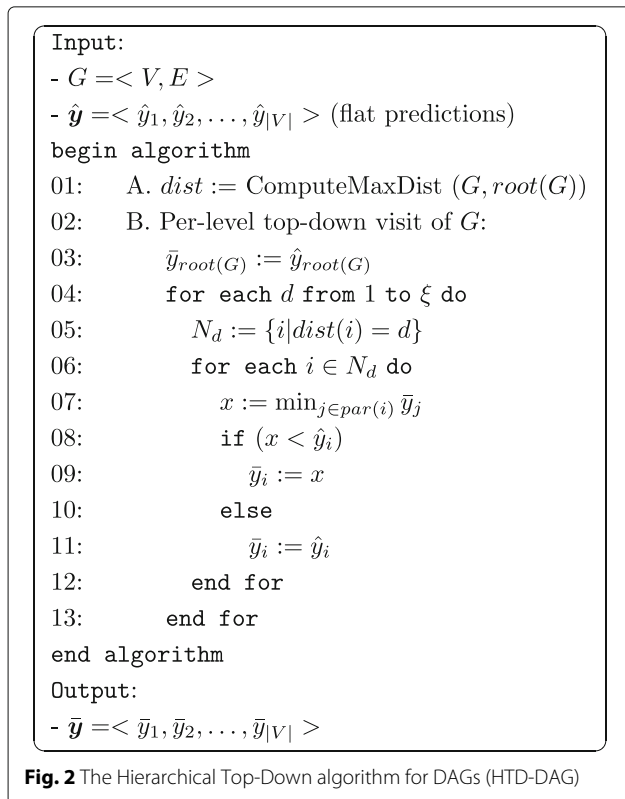 Input:
- G =< V, E >
- ŷ =< ŷ₁, ŷ₂, . . . , ŷ|V| > (flat predictions)
begin algorithm
01: A. dist := ComputeMaxDist (G, root(G))
02: B. Per-level top-down visit of G:
03: ȳroot(G) := ŷroot(G)
04: for each d from 1 to ξ do
05: Nd := {i|dist(i) = d}
06: for each i ∈ Nd do
07: x := minj∈par(i) ȳj
08: if (x < ŷi)
09: ȳi := x
10: else
11: ȳi := ŷi
12: end for
13: end for
end algorithm
Output:
- ȳ =< ȳ₁, ȳ₂, . . . , ȳ|V| >
Fig. 2 The Hierarchical Top-Down algorithm for DAGs (HTD-DAG)